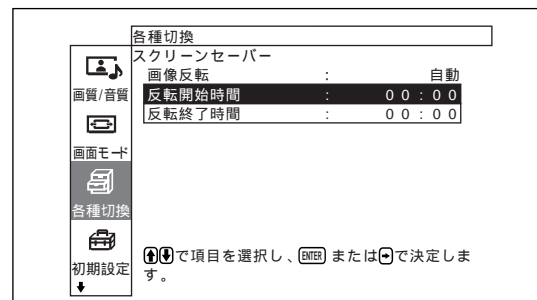 各種切換
スクリーンセーバー
画像反転 : 自動
反転開始時間 : 00:00
反転終了時間 : 00:00
画質/音質
画面モード
各種切換
初期設定
で項目を選択し、ENTER またはで決定しま
す。